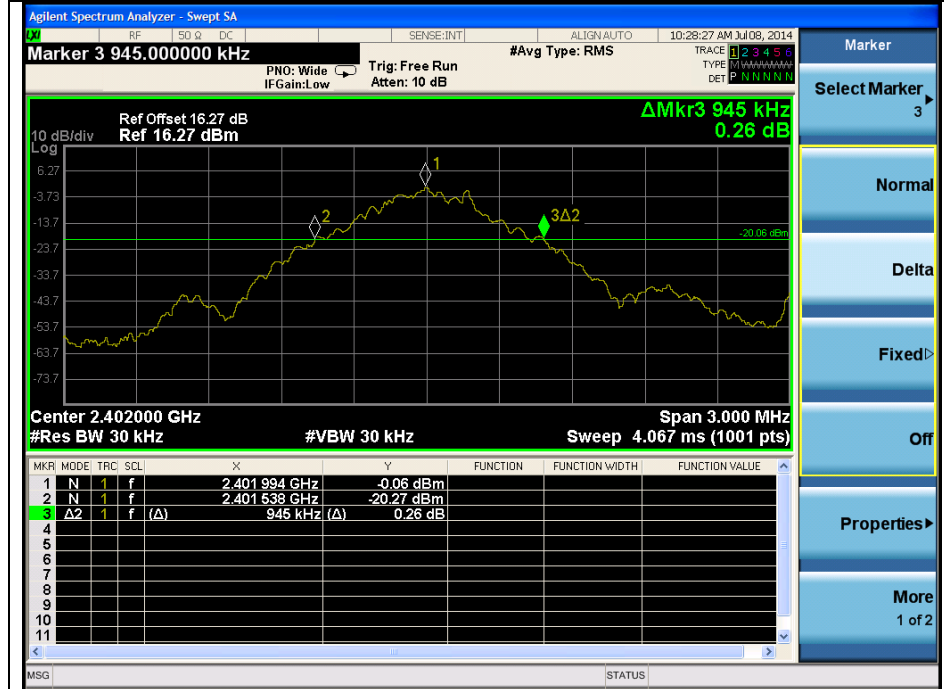 Agilent Spectrum Analyzer - Swept SA
LXI RF 50 Ω DC SENSE:INT ALIGN AUTO 10:28:27 AM Jul 08, 2014
Marker 3 945.000000 kHz
#Avg Type: RMS
TRACE 1 2 3 4 5 6
PNO: Wide Trig: Free Run
TYPE M WWWWW
IFGain:Low Atten: 10 dB
DET P N N N N N
ΔMkr3 945 kHz
0.26 dB
Ref Offset 16.27 dB
10 dB/div Ref 16.27 dBm
Log
6.27
-3.73
-13.7
-23.7
-33.7
-43.7
-53.7
-63.7
-73.7
1
2
3Δ2
-20.06 dBm
Center 2.402000 GHz Span 3.000 MHz
#Res BW 30 kHz #VBW 30 kHz Sweep 4.067 ms (1001 pts)
MKR MODE TRC SCL X Y FUNCTION FUNCTION WIDTH FUNCTION VALUE
1 N 1 f 2.401 994 GHz -0.06 dBm
2 N 1 f 2.401 538 GHz -20.27 dBm
3 Δ2 1 f (Δ) 945 kHz (Δ) 0.26 dB
4
5
6
7
8
9
10
11
MSG STATUS
Marker
Select Marker
3
Normal
Delta
Fixed
Off
Properties
More
1 of 2